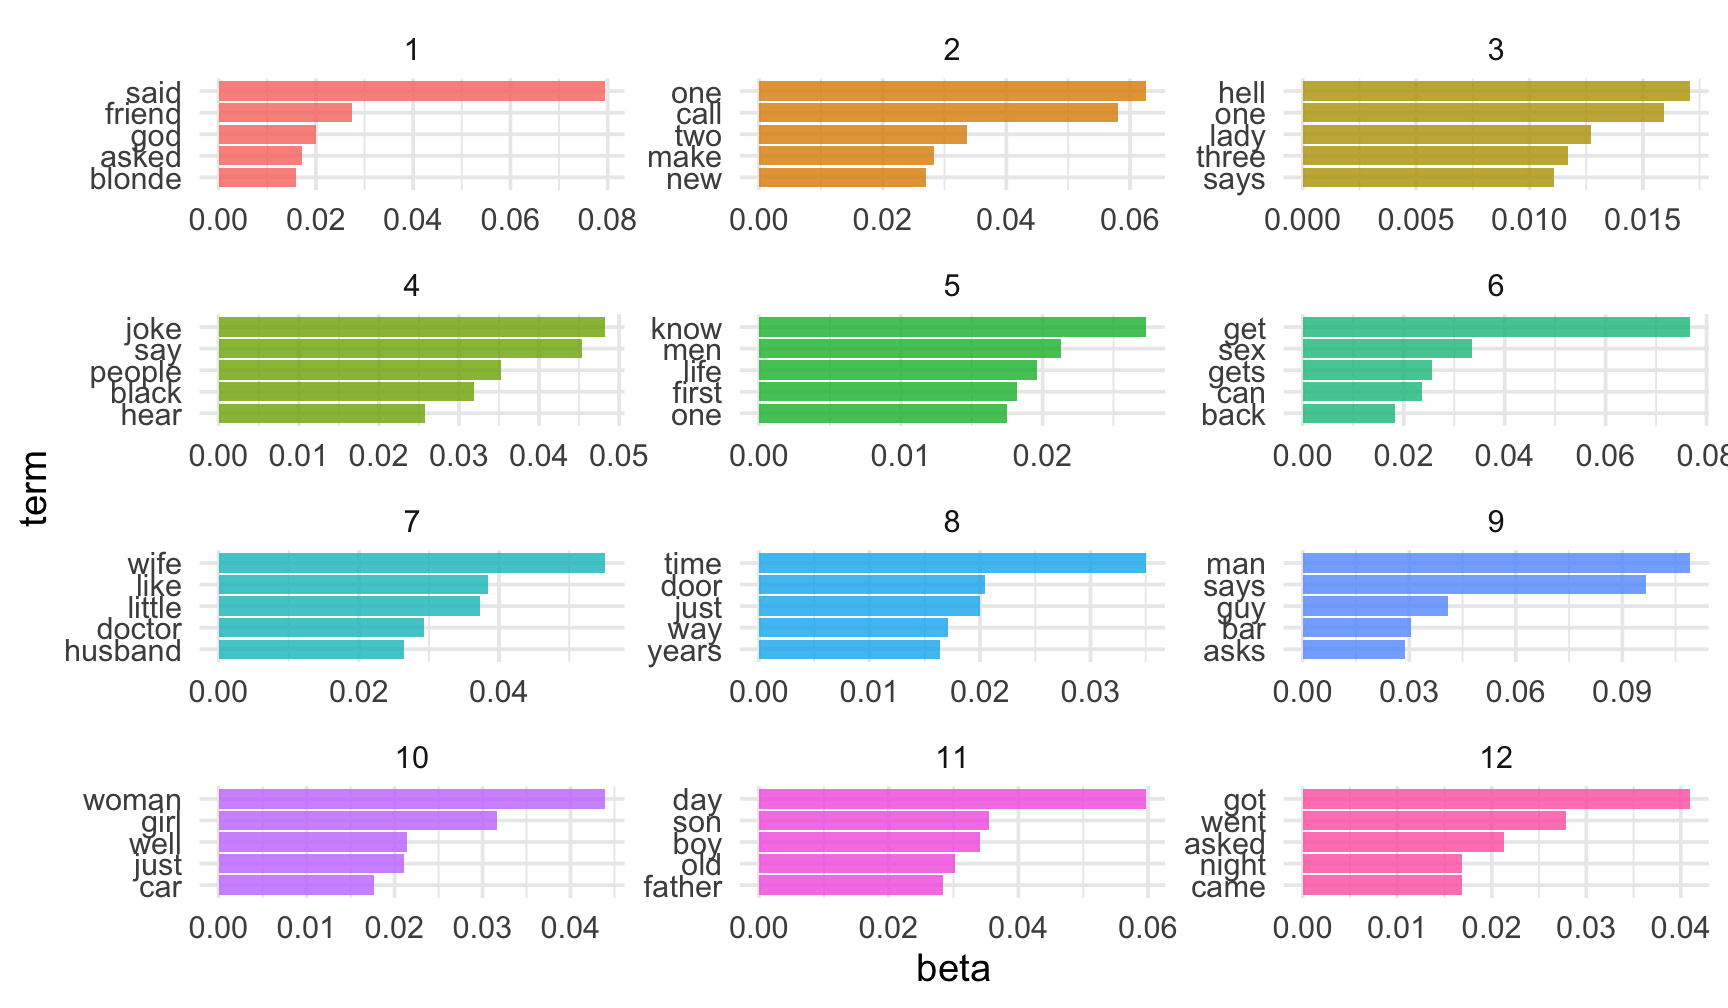 1
said
friend
god
asked
blonde
0.00 0.02 0.04 0.06 0.08
2
one
call
two
make
new
0.00 0.02 0.04 0.06
3
hell
one
lady
three
says
0.000 0.005 0.010 0.015
4
joke
say
people
black
hear
0.00 0.01 0.02 0.03 0.04 0.05
5
know
men
life
first
one
0.00 0.01 0.02
6
get
sex
gets
can
back
0.00 0.02 0.04 0.06 0.08
7
wife
like
little
doctor
husband
0.00 0.02 0.04
8
time
door
just
way
years
0.00 0.01 0.02 0.03
9
man
says
guy
bar
asks
0.00 0.03 0.06 0.09
10
woman
girl
well
just
car
0.00 0.01 0.02 0.03 0.04
11
day
son
boy
old
father
0.00 0.02 0.04 0.06
12
got
went
asked
night
came
0.00 0.01 0.02 0.03 0.04
term
beta